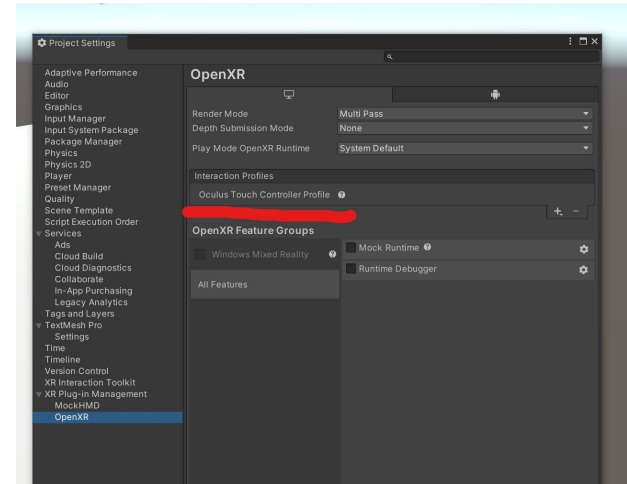 Project Settings
OpenXR
Adaptive Performance
Audio
Editor
Graphics
Input Manager
Input System Package
Package Manager
Physics
Physics 2D
Player
Preset Manager
Quality
Scene Template
Script Execution Order
Services
Ads
Cloud Build
Cloud Diagnostics
Collaborate
In-App Purchasing
Legacy Analytics
Tags and Layers
TextMesh Pro
Settings
Time
Timeline
Version Control
XR Interaction Toolkit
XR Plug-in Management
MockHMD
OpenXR
Render Mode Multi Pass
Depth Submission Mode None
Play Mode OpenXR Runtime System Default
Interaction Profiles
Oculus Touch Controller Profile
OpenXR Feature Groups
Windows Mixed Reality
All Features
Mock Runtime
Runtime Debugger